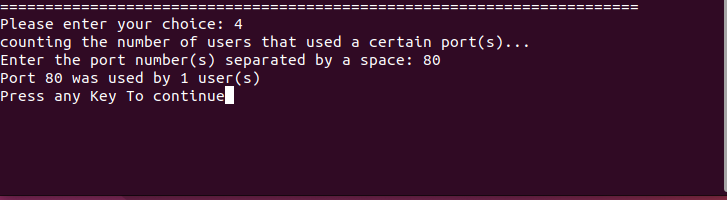 =======================================================================
Please enter your choice: 4
counting the number of users that used a certain port(s)...
Enter the port number(s) separated by a space: 80
Port 80 was used by 1 user(s)
Press any Key To continue